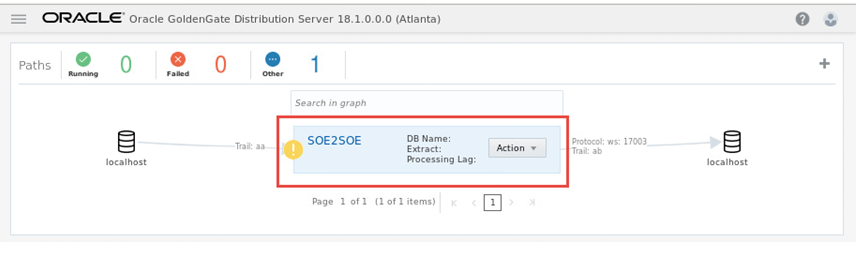 ORACLE® Oracle GoldenGate Distribution Server 18.1.0.0.0 (Atlanta)
Paths
Running
0
Failed
0
Other
1
Search in graph
localhost
Trail: aa
SOE2SOE
DB Name:
Extract:
Processing Lag:
Action
Protocol: ws: 17003
Trail: ab
localhost
Page 1 of 1 (1 of 1 items) 1